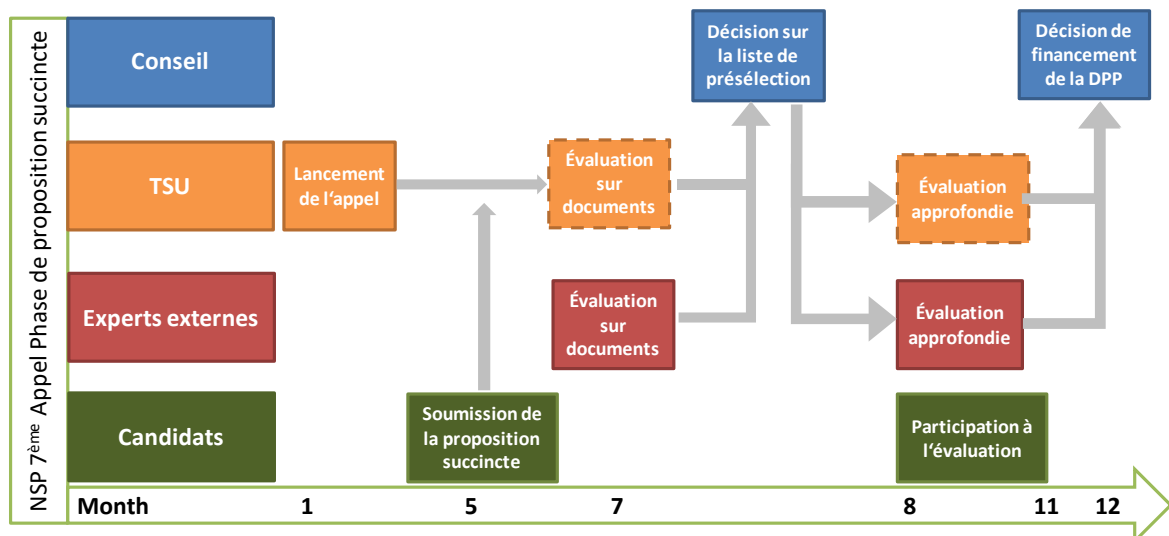 NSP 7ème Appel Phase de proposition succincte
Conseil
Décision sur
la liste de
présélection
Décision de
financement
de la DPP
TSU
Lancement
de l‘appel
Évaluation
sur
documents
Évaluation
approfondie
Experts externes
Évaluation
sur
documents
Évaluation
approfondie
Candidats
Soumission de
la proposition
succincte
Participation à
l‘évaluation
Month 1 5 7 8 11 12